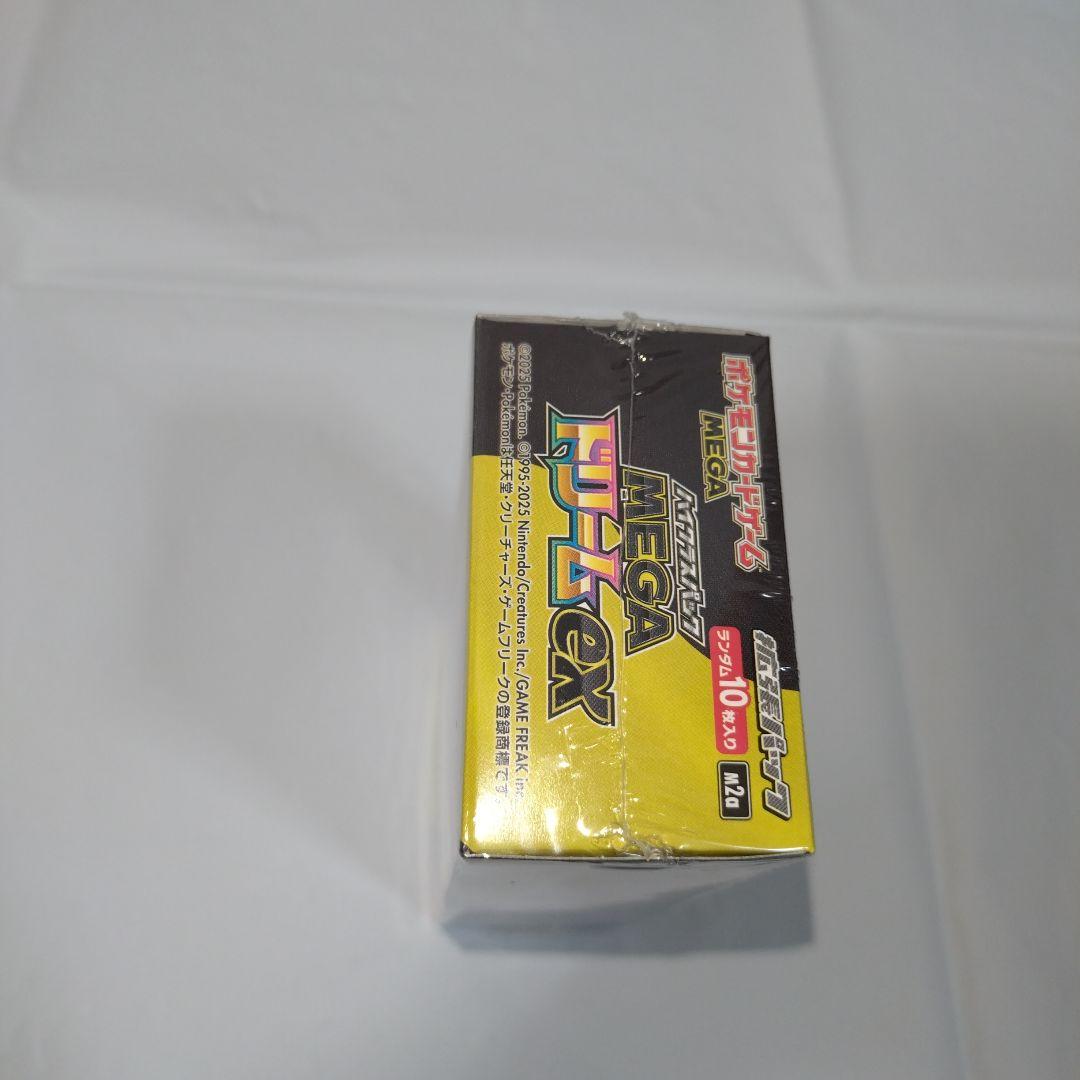 ポケモンカードゲーム
MEGA
拡張パック
ハイクラスパック
ランダム10枚入り
M2a
MEGA
ドリームex
©2025 Pokémon. ©1995-2025 Nintendo/Creatures Inc./GAME FREAK inc.
ポケモン・Pokémonは任天堂・クリーチャーズ・ゲームフリークの登録商標です。